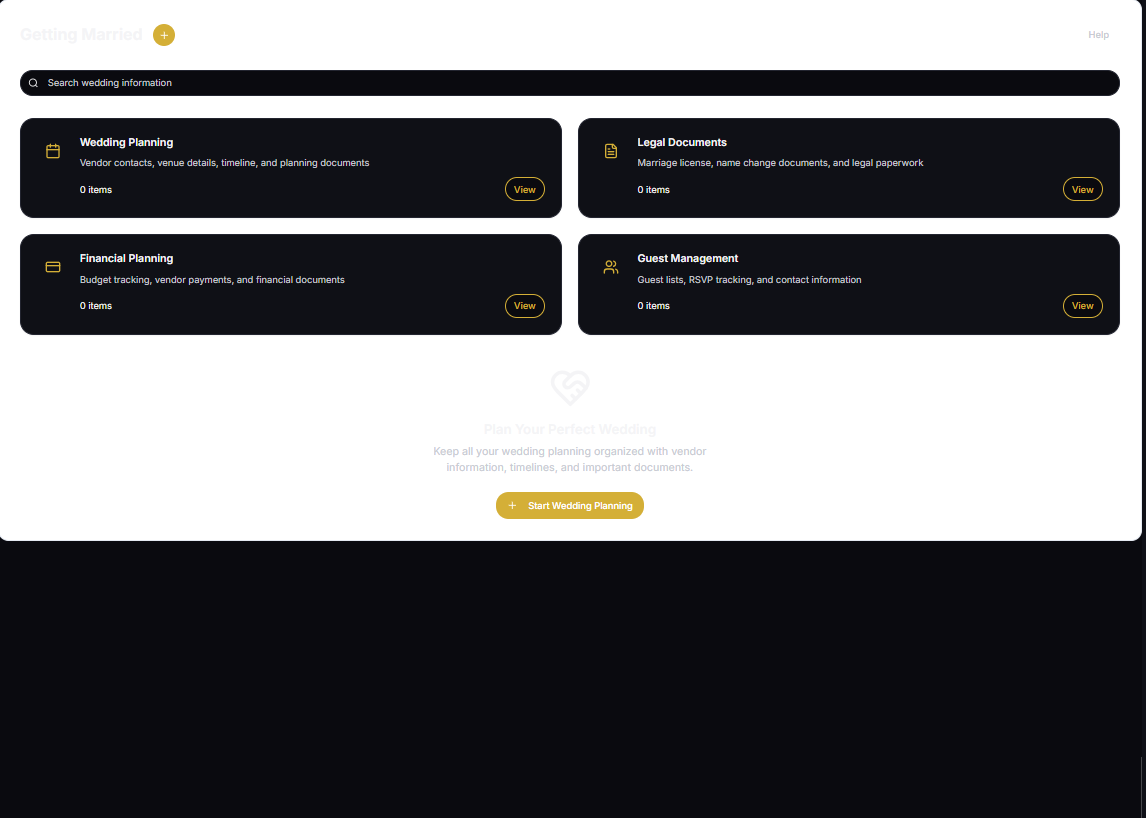 Getting Married
Help
Search wedding information
Wedding Planning
Vendor contacts, venue details, timeline, and planning documents
0 items
View
Legal Documents
Marriage license, name change documents, and legal paperwork
0 items
View
Financial Planning
Budget tracking, vendor payments, and financial documents
0 items
View
Guest Management
Guest lists, RSVP tracking, and contact information
0 items
View
Plan Your Perfect Wedding
Keep all your wedding planning organized with vendor
information, timelines, and important documents.
Start Wedding Planning